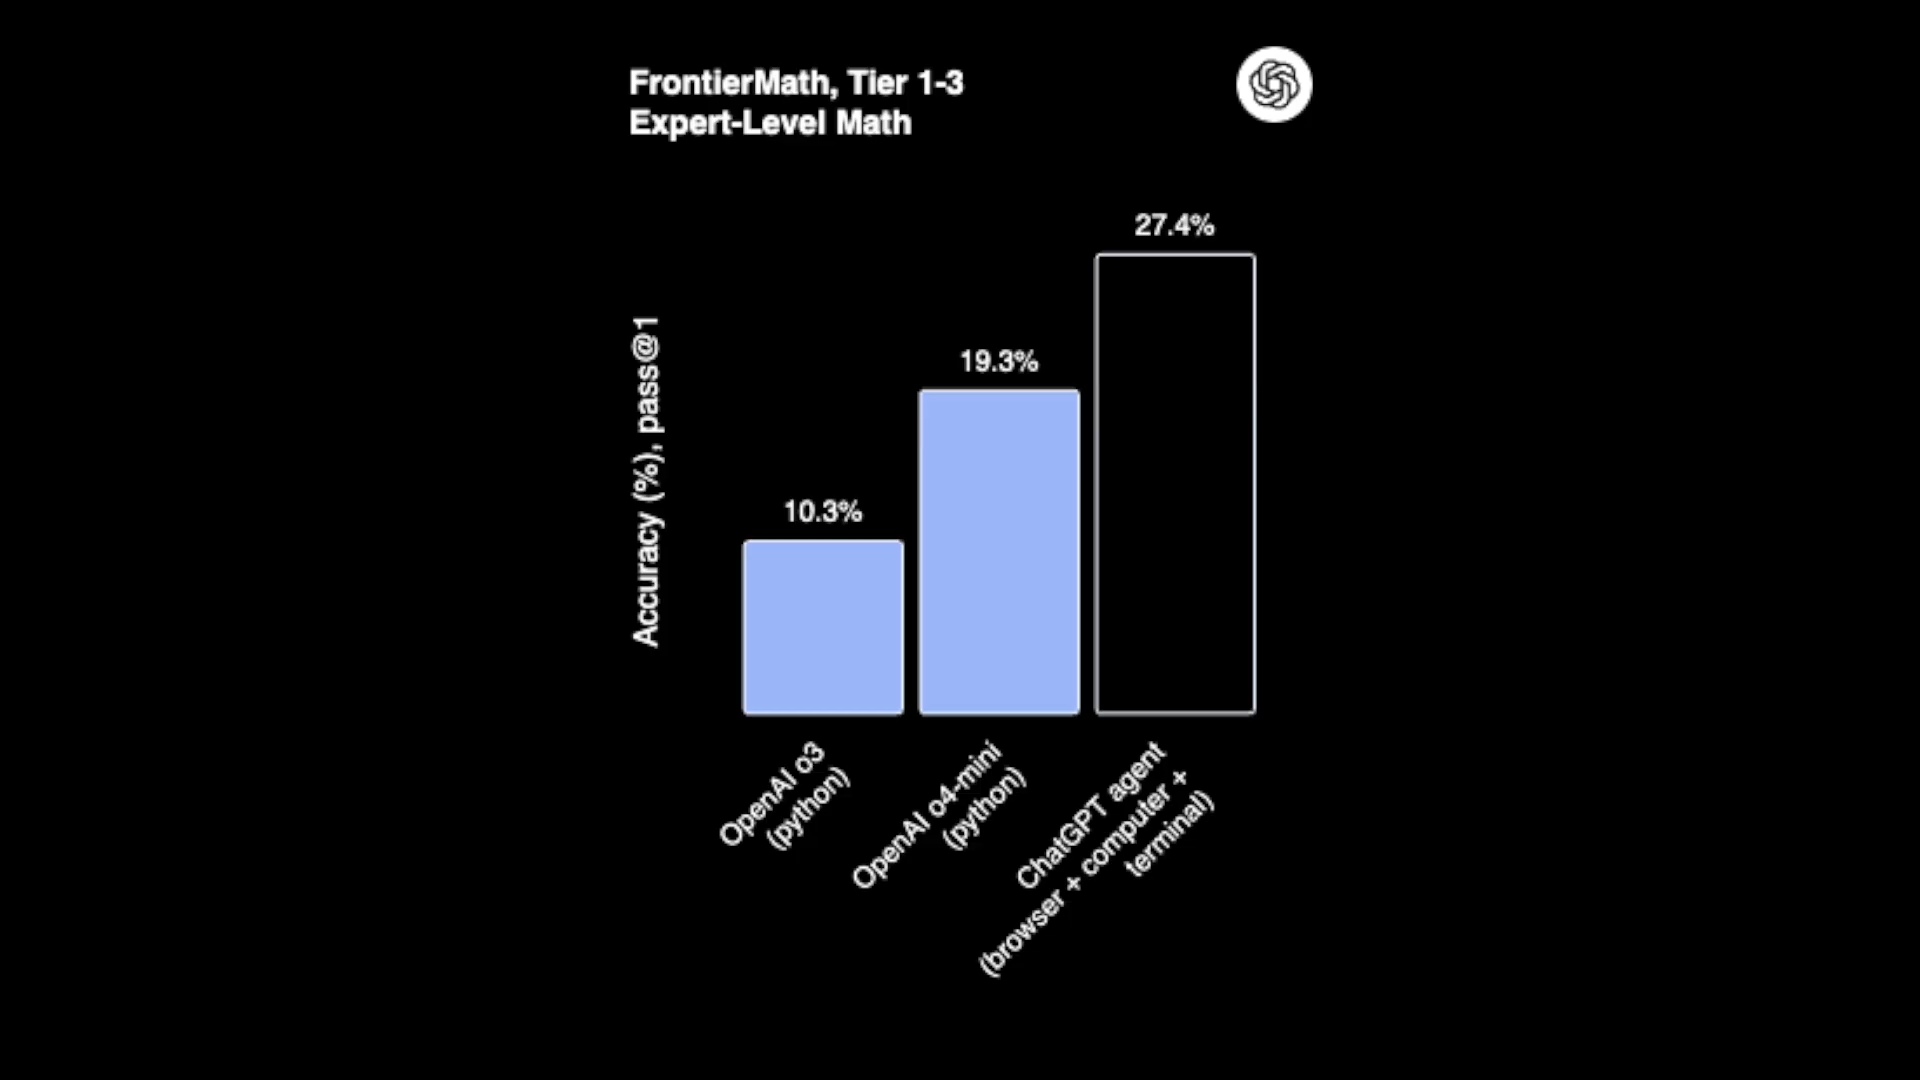 FrontierMath, Tier 1-3
Expert-Level Math
Accuracy (%), pass@1
10.3%
19.3%
27.4%
OpenAI o3
(python)
OpenAI o4-mini
(python)
ChatGPT agent
(browser + computer +
terminal)